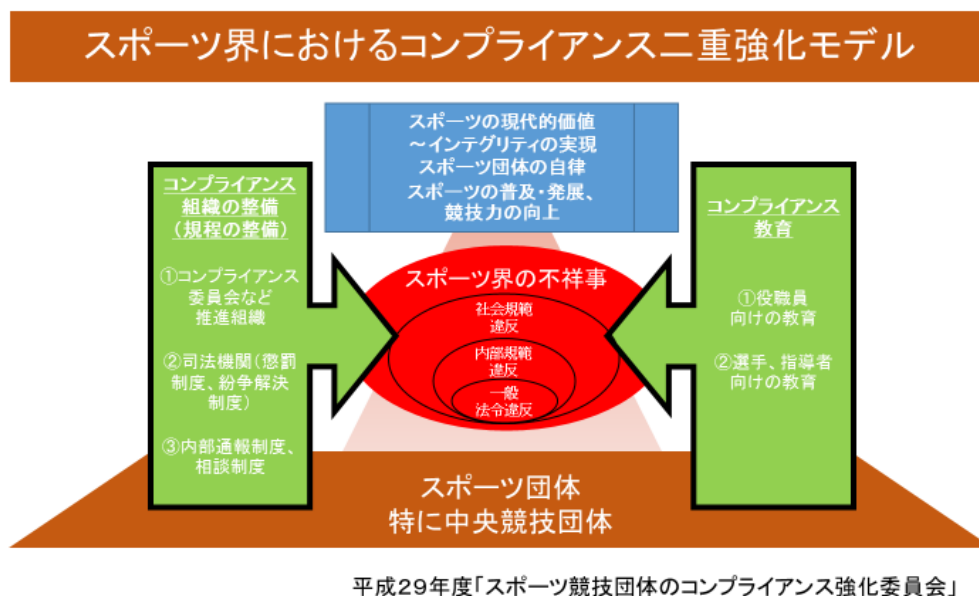 スポーツ界におけるコンプライアンス二重強化モデル
スポーツの現代的価値
～インテグリティの実現
スポーツ団体の自律
スポーツの普及・発展、
競技力の向上
コンプライアンス
組織の整備
（規程の整備）
①コンプライアンス
委員会など
推進組織
②司法機関（懲罰
制度、紛争解決
制度）
③内部通報制度、
相談制度
スポーツ界の不祥事
社会規範
違反
内部規範
違反
一般
法令違反
コンプライアンス
教育
①役職員
向けの教育
②選手、指導者
向けの教育
スポーツ団体
特に中央競技団体
平成２９年度「スポーツ競技団体のコンプライアンス強化委員会」